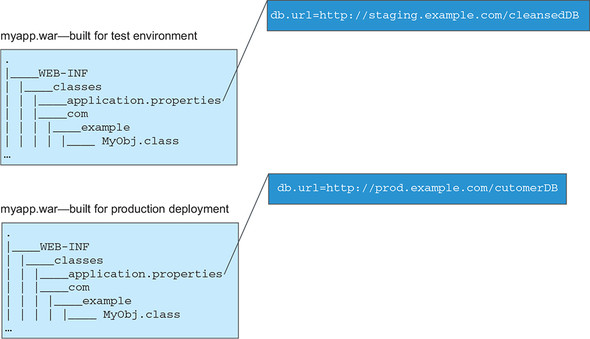 db.url=http://staging.example.com/cleansedDB
myapp.war—built for test environment
.
|____WEB-INF
| |____classes
| | |____application.properties
| | |____com
| | | |____example
| | | | |____ MyObj.class
…
db.url=http://prod.example.com/cutomerDB
myapp.war—built for production deployment
.
|____WEB-INF
| |____classes
| | |____application.properties
| | |____com
| | | |____example
| | | | |____ MyObj.class
…